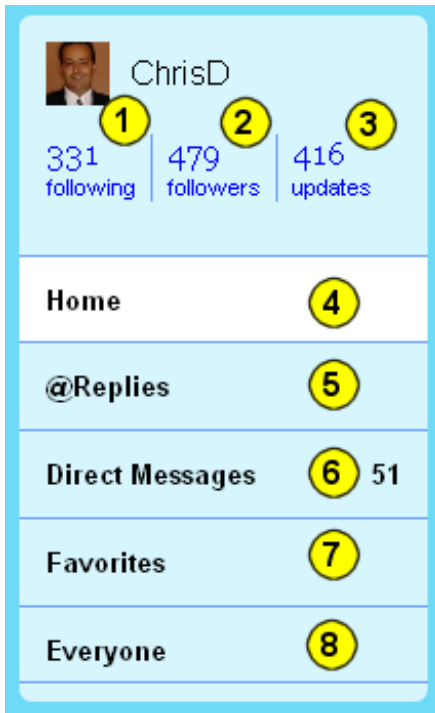 ChrisD
1 2 3
331 479 416
following followers updates
Home 4
@Replies 5
Direct Messages 6 51
Favorites 7
Everyone 8